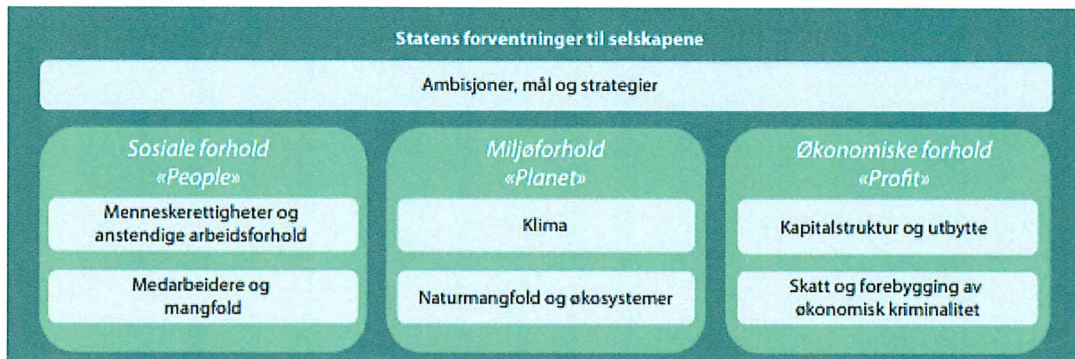 Statens forventninger til selskapene
Ambisjoner, mål og strategier
Sosiale forhold
«People»
Menneskerettigheter og
anstendige arbeidsforhold
Medarbeidere og
mangfold
Miljøforhold
«Planet»
Klima
Naturmangfold og økosystemer
Økonomiske forhold
«Profit»
Kapitalstruktur og utbytte
Skatt og forebygging av
økonomisk kriminalitet